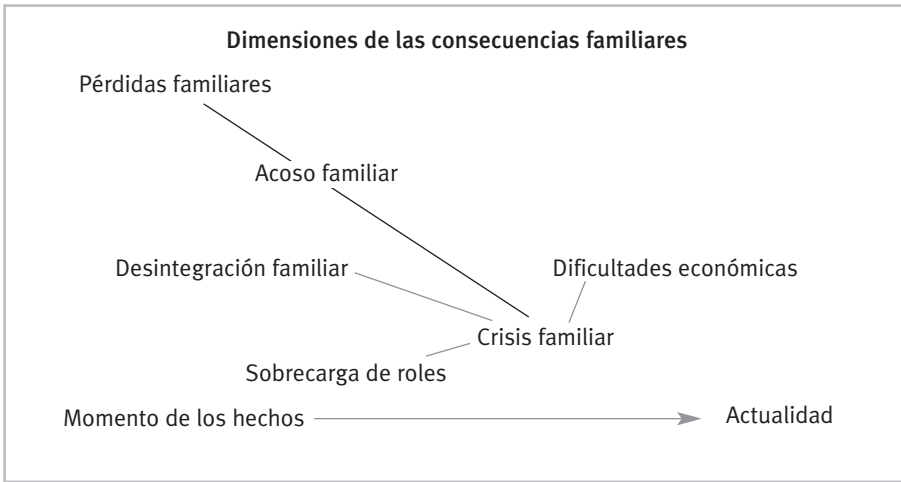 Dimensiones de las consecuencias familiares
Pérdidas familiares
Acoso familiar
Desintegración familiar
Dificultades económicas
Crisis familiar
Sobrecarga de roles
Momento de los hechos
Actualidad